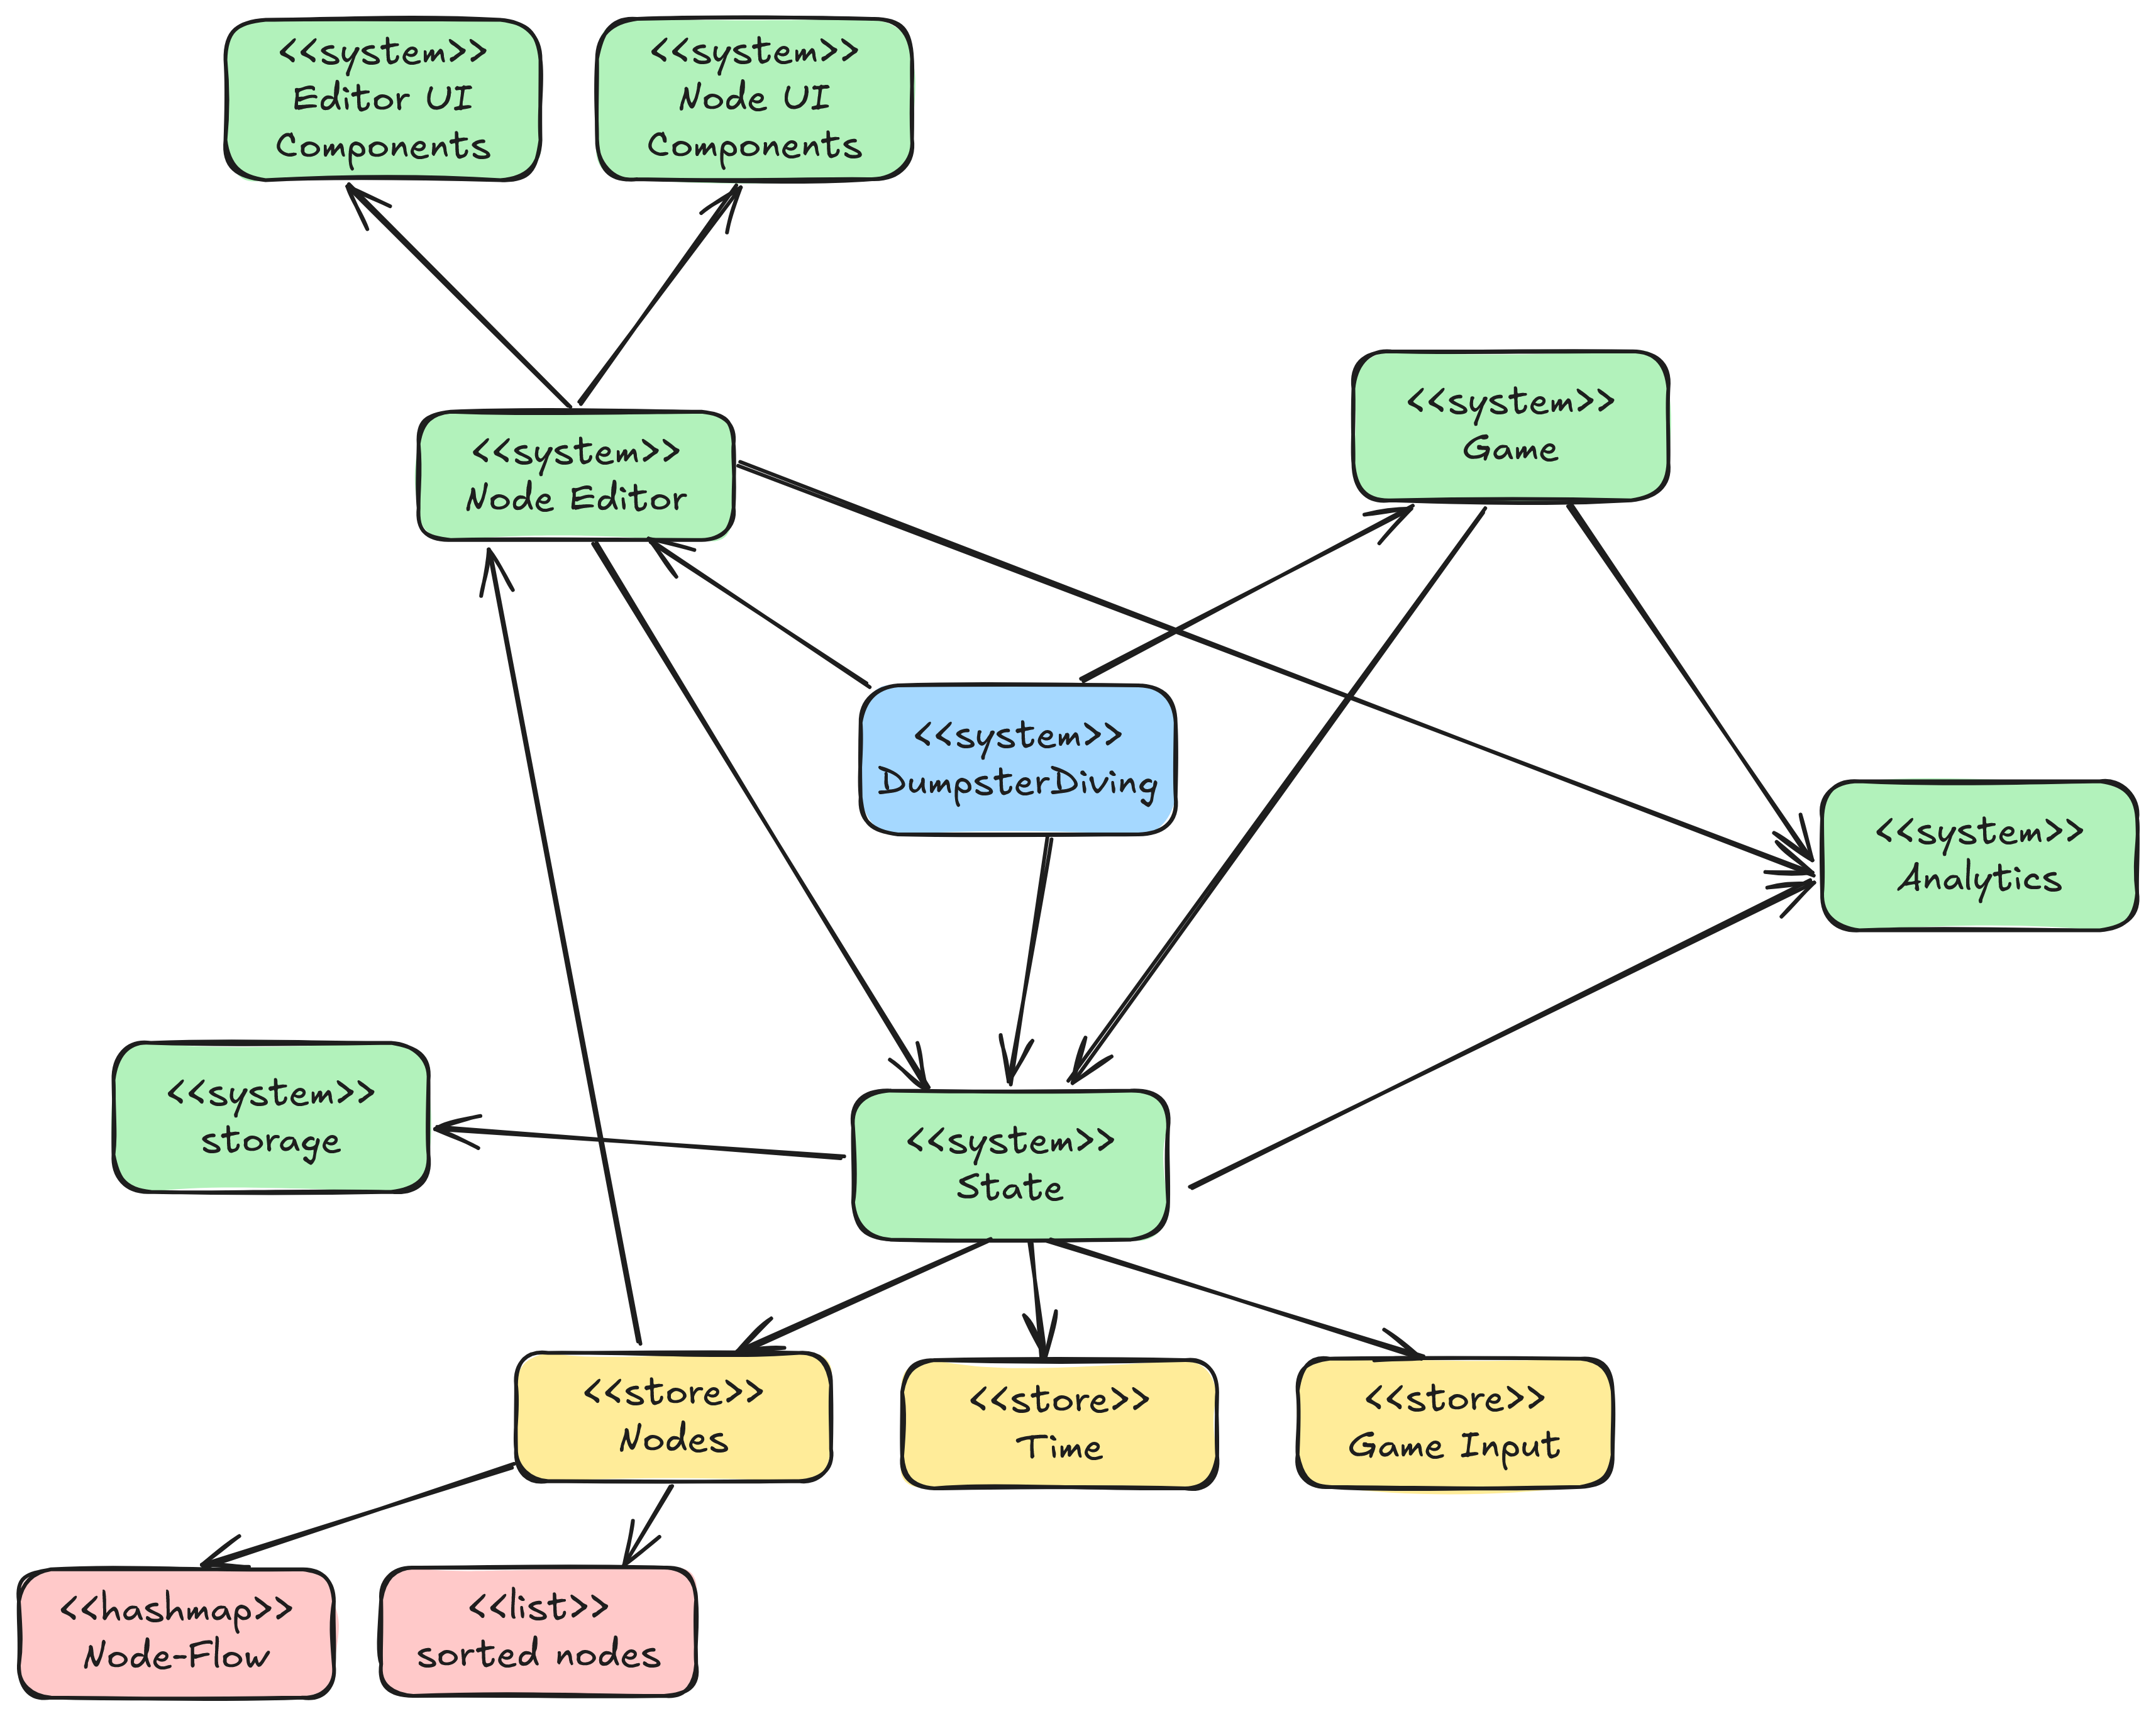 <<system>>
Editor UI
Components
<<system>>
Node UI
Components
<<system>>
Game
<<system>>
Node Editor
<<system>>
DumpsterDiving
<<system>>
Analytics
<<system>>
storage
<<system>>
State
<<store>>
Nodes
<<store>>
Time
<<store>>
Game Input
<<hashmap>>
Node-Flow
<<list>>
sorted nodes